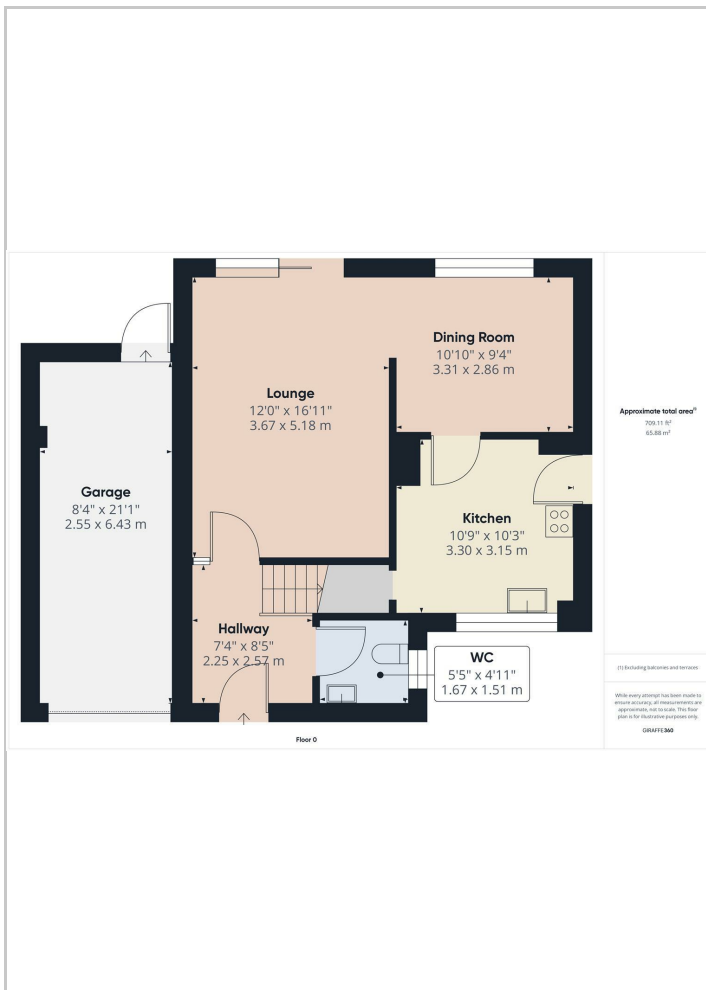 Dining Room
10'10" x 9'4"
3.31 x 2.86 m
Lounge
12'0" x 16'11"
3.67 x 5.18 m
Approximate total area⁽¹⁾
709.11 ft²
65.88 m²
Garage
8'4" x 21'1"
2.55 x 6.43 m
Kitchen
10'9" x 10'3"
3.30 x 3.15 m
Hallway
7'4" x 8'5"
2.25 x 2.57 m
WC
5'5" x 4'11"
1.67 x 1.51 m
(1) Excluding balconies and terraces
While every attempt has been made to
ensure accuracy, all measurements are
approximate, not to scale. This floor
plan is for illustrative purposes only.
GIRAFFE360
Floor 0